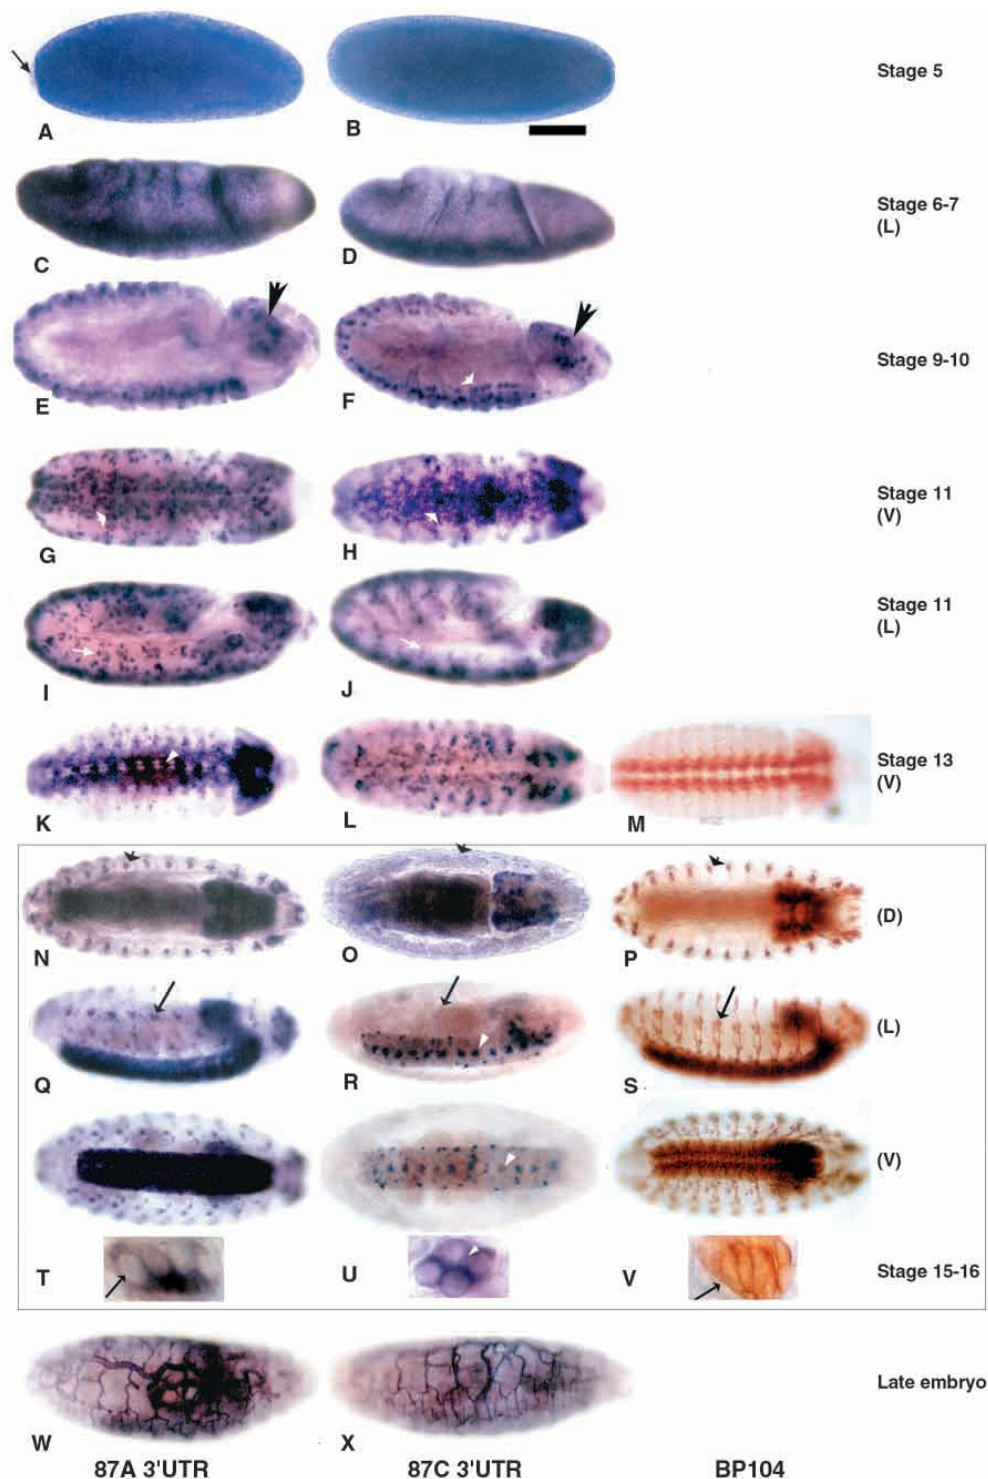 A
B
Stage 5
C
D
Stage 6-7
(L)
E
F
Stage 9-10
G
H
Stage 11
(V)
I
J
Stage 11
(L)
K
L
M
Stage 13
(V)
N
O
P
(D)
Q
R
S
(L)
(V)
T
U
V
Stage 15-16
W
X
Late embryo
87A 3'UTR
87C 3'UTR
BP104